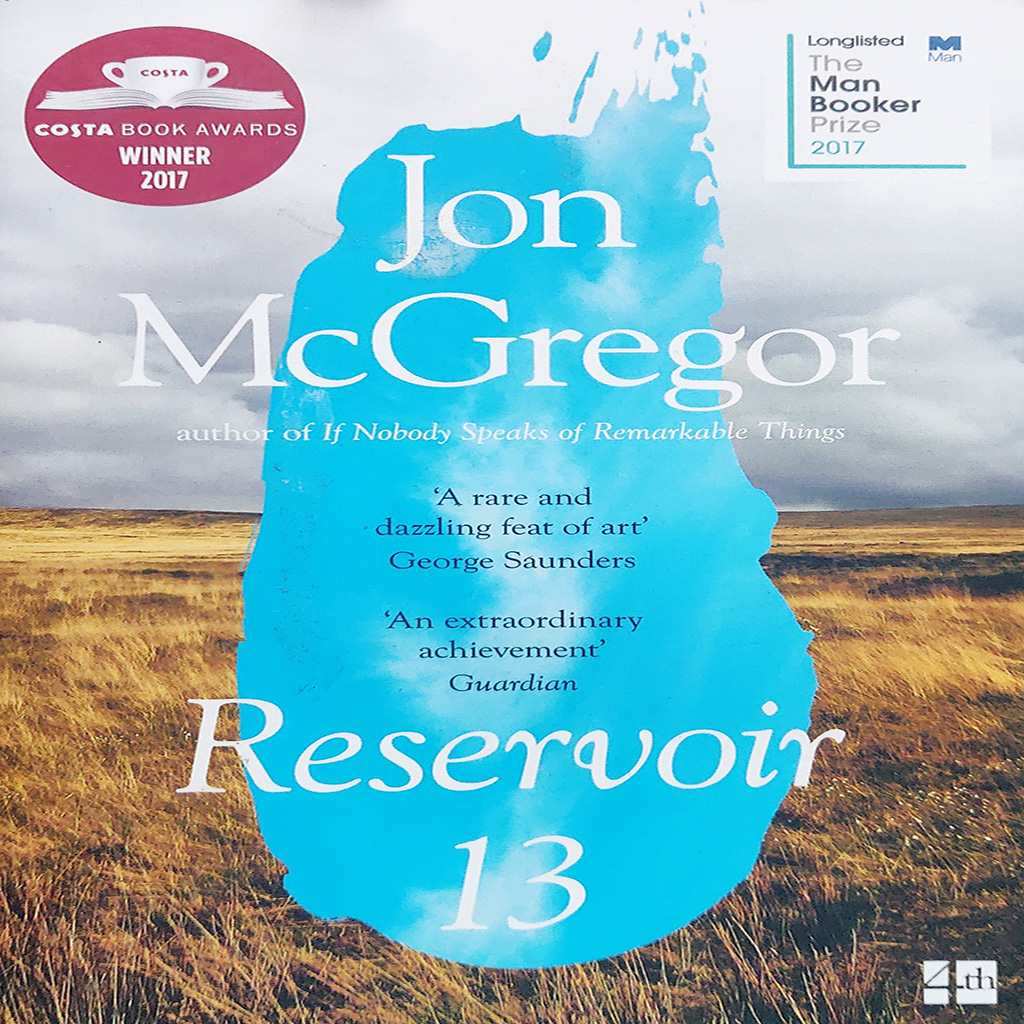 COSTA
COSTA BOOK AWARDS
WINNER
2017
Longlisted
Man
The
Man
Booker
Prize
2017
Jon
McGregor
author of If Nobody Speaks of Remarkable Things
‘A rare and
dazzling feat of art’
George Saunders
‘An extraordinary
achievement’
Guardian
Reservoir
13
4th